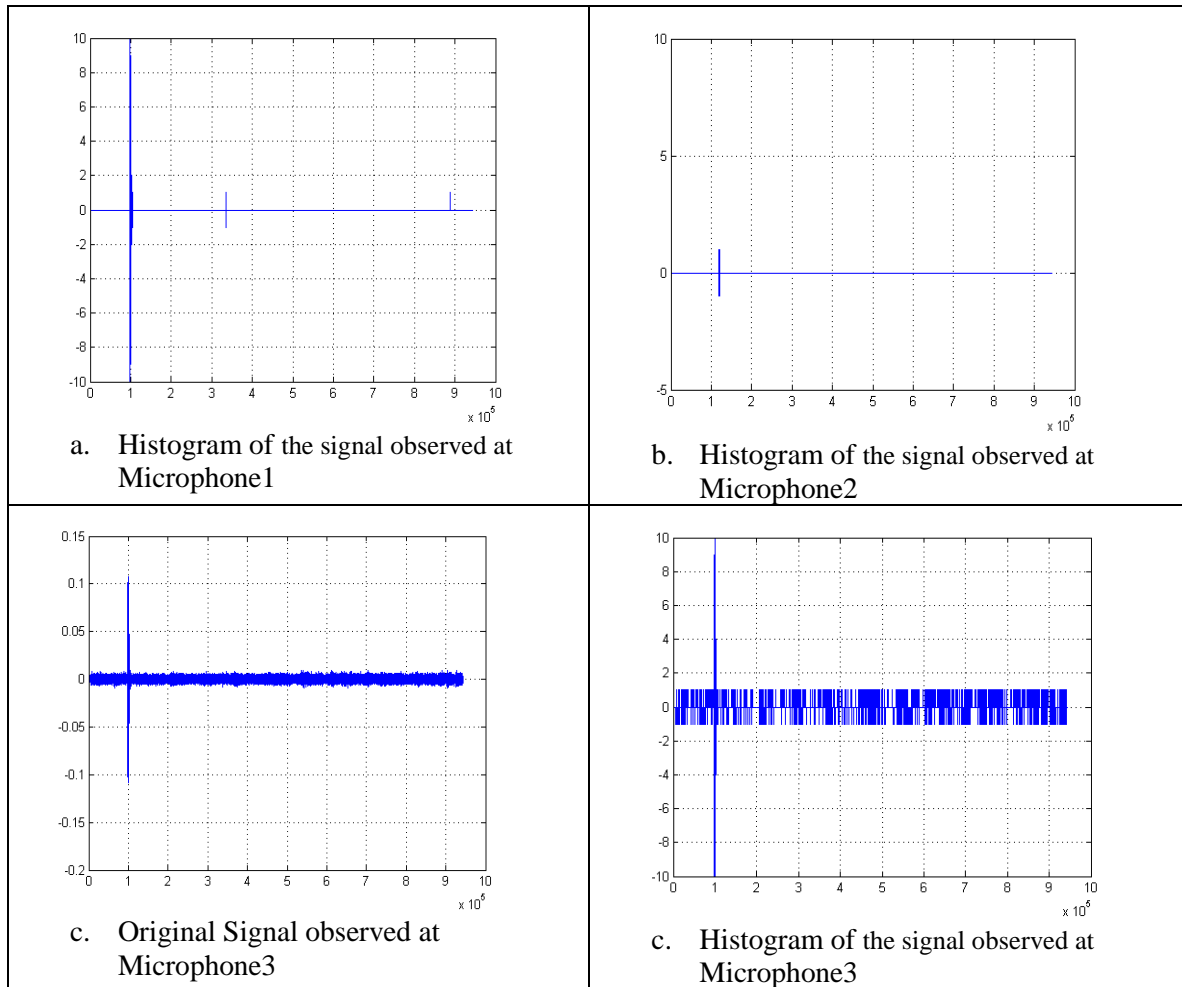 10
8
6
4
2
0
-2
-4
-6
-8
-10
0 1 2 3 4 5 6 7 8 9 10
x 10^5
a. Histogram of the signal observed at
Microphone1
10
5
0
-5
0 1 2 3 4 5 6 7 8 9 10
x 10^5
b. Histogram of the signal observed at
Microphone2
0.15
0.1
0.05
0
-0.05
-0.1
-0.15
-0.2
0 1 2 3 4 5 6 7 8 9 10
x 10^5
c. Original Signal observed at
Microphone3
10
8
6
4
2
0
-2
-4
-6
-8
-10
0 1 2 3 4 5 6 7 8 9 10
x 10^5
c. Histogram of the signal observed at
Microphone3